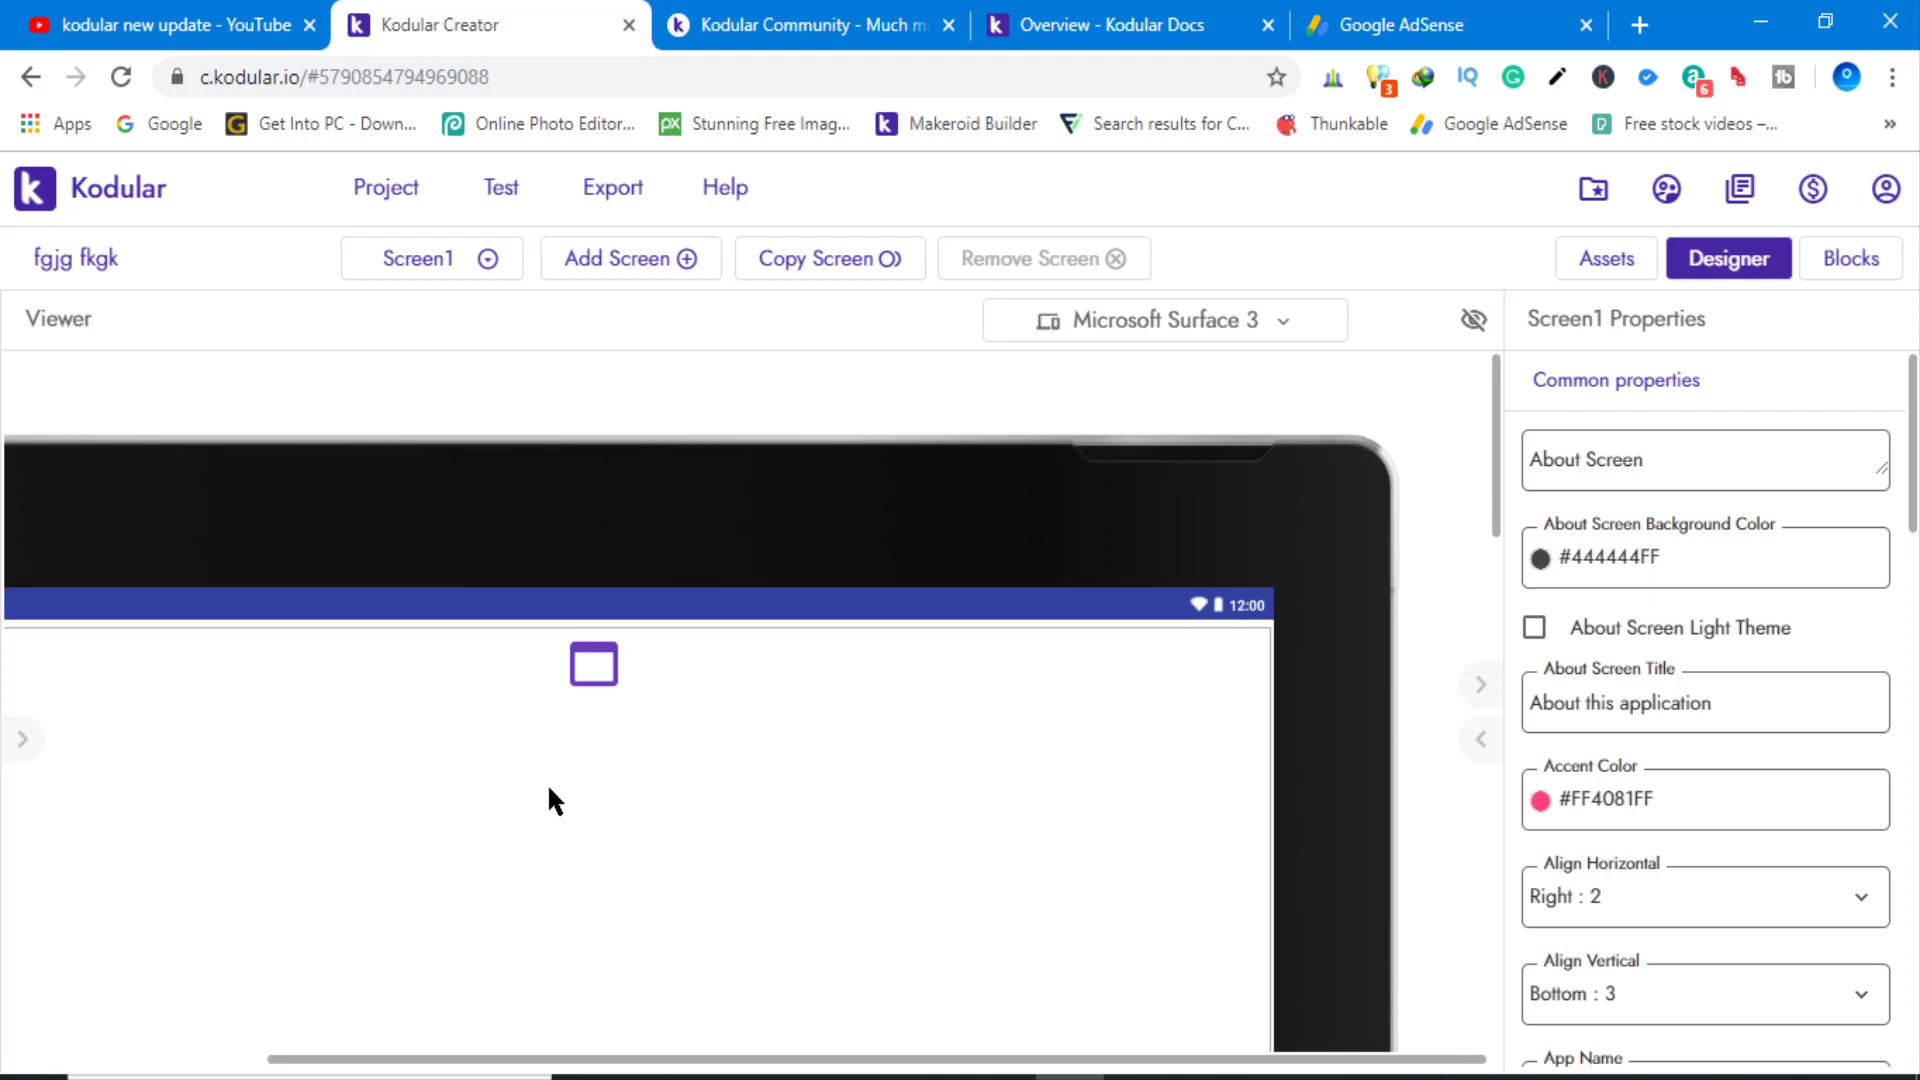 kodular new update - YouTube
Kodular Creator
Kodular Community - Much m
Overview - Kodular Docs
Google AdSense
c.kodular.io/#5790854794969088
3
IQ
6
Apps
Google
Get Into PC - Down...
Online Photo Editor...
Stunning Free Imag...
Makeroid Builder
Search results for C...
Thunkable
Google AdSense
Free stock videos –...
Kodular
Project
Test
Export
Help
fgjg fkgk
Screen1
Add Screen
Copy Screen
Remove Screen
Assets
Designer
Blocks
Viewer
Microsoft Surface 3
Screen1 Properties
Common properties
About Screen
About Screen Background Color
#444444FF
About Screen Light Theme
12:00
About Screen Title
About this application
Accent Color
#FF4081FF
Align Horizontal
Right : 2
Align Vertical
Bottom : 3
App Name